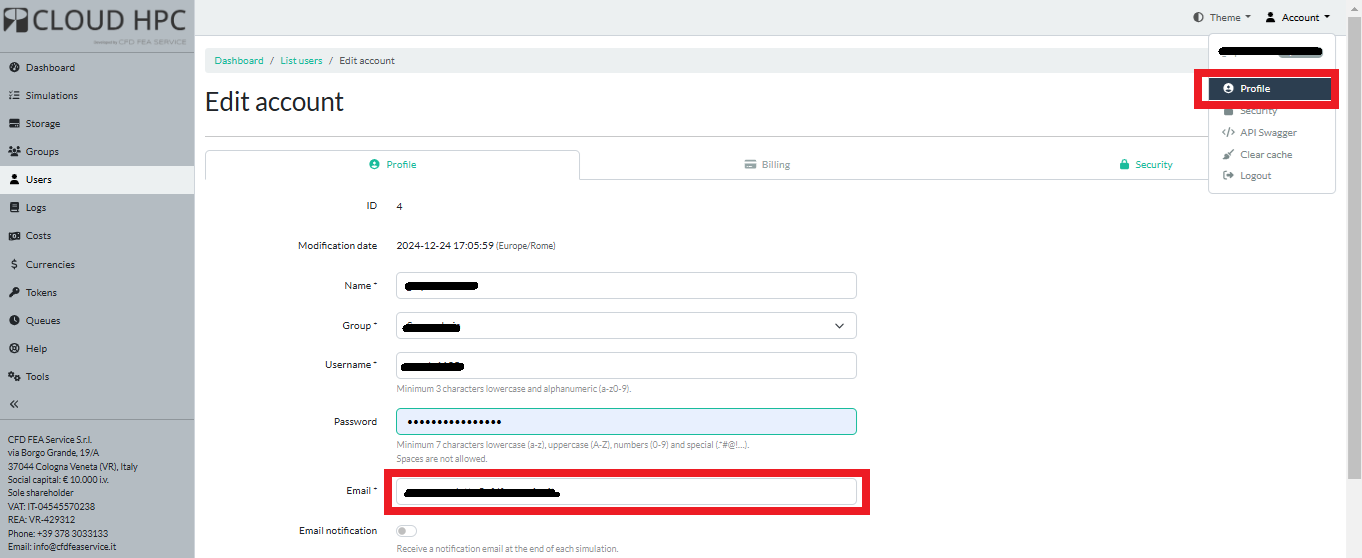 CLOUD HPC
developed by CFD FEA SERVICE
Theme
Account
Dashboard
Simulations
Storage
Groups
Users
Logs
Costs
Currencies
Tokens
Queues
Help
Tools
CFD FEA Service S.r.l.
via Borgo Grande, 19/A
37044 Cologna Veneta (VR), Italy
Social capital: € 10.000 i.v.
Sole shareholder
VAT: IT-04545570238
REA: VR-429312
Phone: +39 378 3033133
Email: info@cfdfeaservice.it
Dashboard / List users / Edit account
Edit account
Profile
Billing
Security
ID 4
Modification date 2024-12-24 17:05:59 (Europe/Rome)
Name *
Group *
Username *
Minimum 3 characters lowercase and alphanumeric (a-z0-9).
Password ••••••••••••••••
Minimum 7 characters lowercase (a-z), uppercase (A-Z), numbers (0-9) and special (.*#@!...).
Spaces are not allowed.
Email *
Email notification
Receive a notification email at the end of each simulation.
Profile
Security
API Swagger
Clear cache
Logout